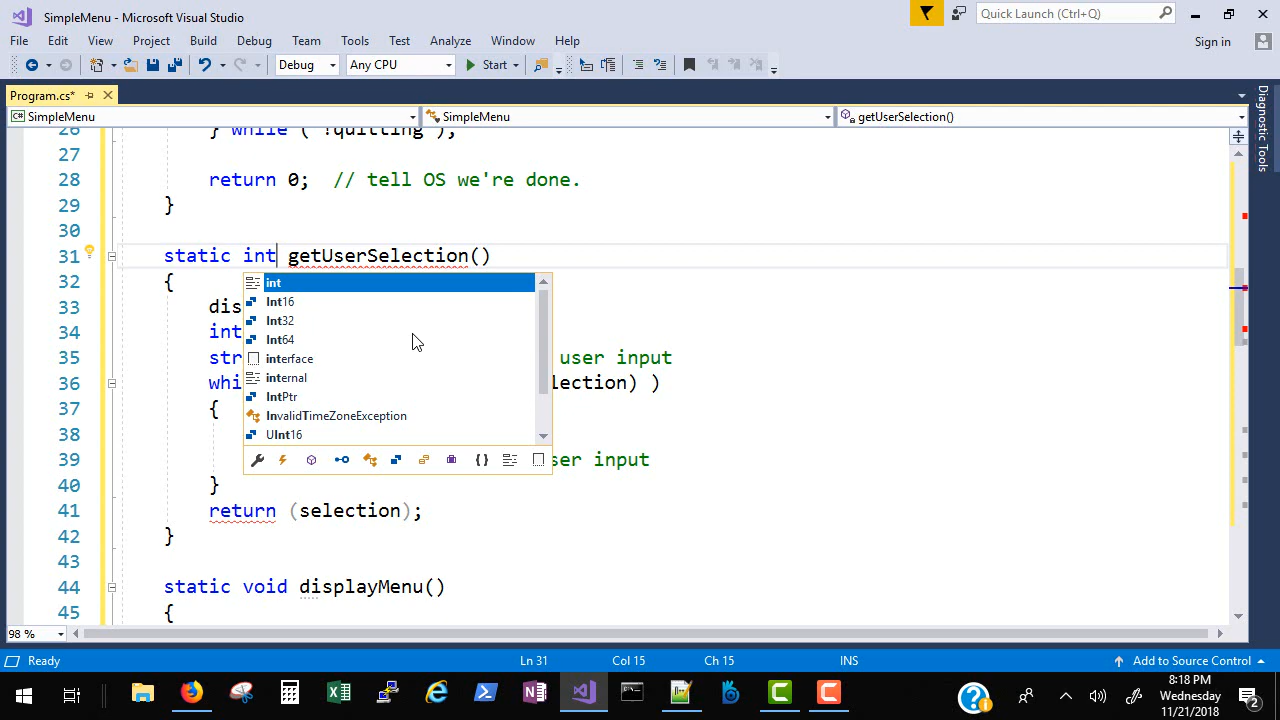 SimpleMenu - Microsoft Visual Studio
Quick Launch (Ctrl+Q)
File Edit View Project Build Debug Team Tools Test Analyze Window Help
Sign in
Debug Any CPU Start
Program.cs*
Diagnostic Tools
C# SimpleMenu SimpleMenu getUserSelection()
26 } while ( !quitting );
27
28 return 0; // tell OS we're done.
29 }
30
31 static int getUserSelection()
32 {
33 dis
34 int
35 str user input
36 whi lection) )
37 {
38
39 ser input
40 }
41 return (selection);
42 }
43
44 static void displayMenu()
45 {
int
Int16
Int32
Int64
interface
internal
IntPtr
InvalidTimeZoneException
UInt16
98 %
Ready Ln 31 Col 15 Ch 15 INS Add to Source Control
8:18 PM
Wednesday
11/21/2018
2